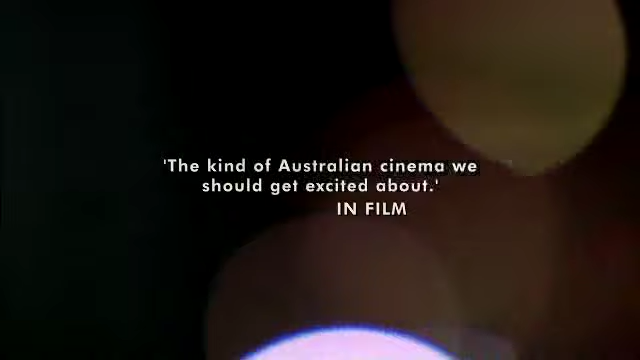 'The kind of Australian cinema we
should get excited about.'
IN FILM